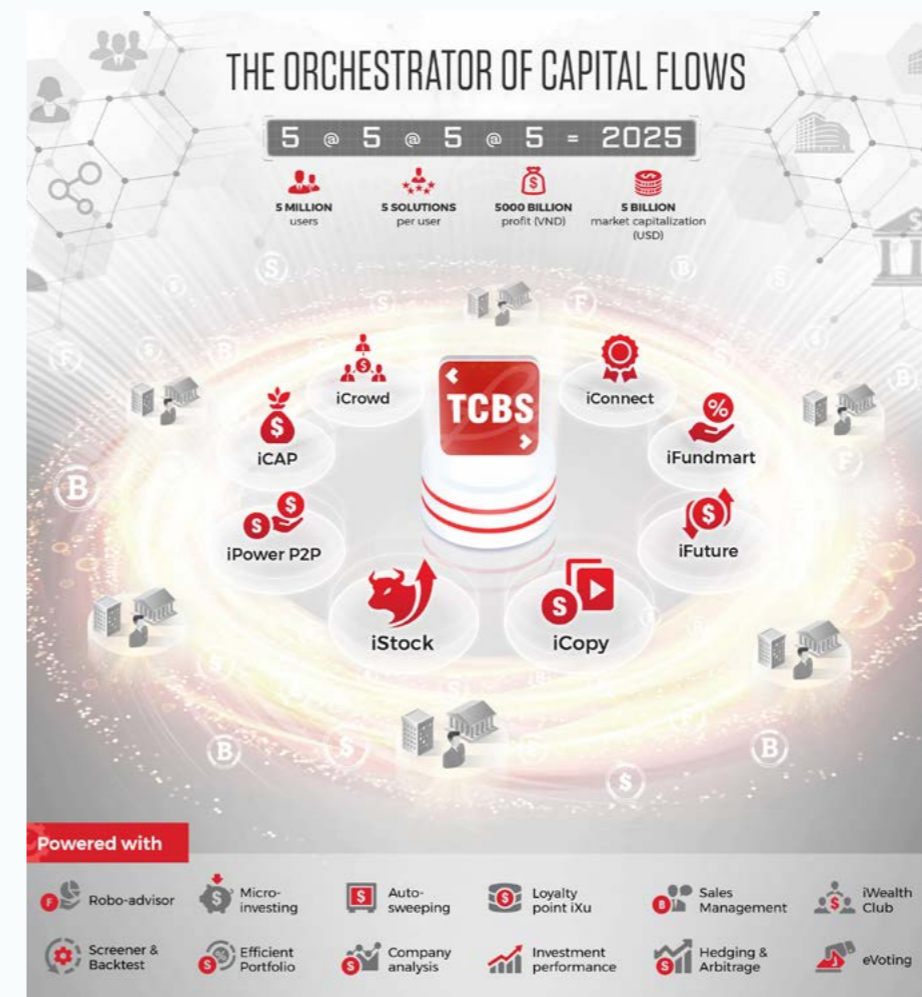 THE ORCHESTRATOR OF CAPITAL FLOWS
5 @ 5 @ 5 @ 5 = 2025
5 MILLION
users
5 SOLUTIONS
per user
5000 BILLION
profit (VND)
5 BILLION
market capitalization
(USD)
iCrowd
TCBS
iConnect
iCAP
iFundmart
iPower P2P
iFuture
iStock
iCopy
Powered with
Robo-advisor
Micro-
investing
Auto-
sweeping
Loyalty
point iXu
Sales
Management
iWealth
Club
Screener &
Backtest
Efficient
Portfolio
Company
analysis
Investment
performance
Hedging &
Arbitrage
eVoting